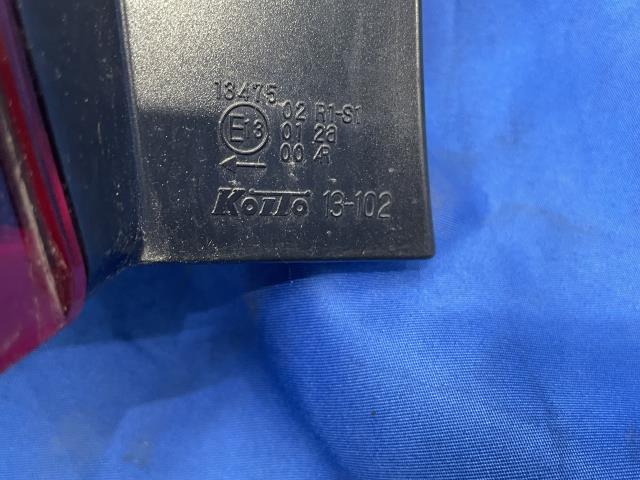 13475
02 R1-S1
E13 01 2a
00 AR
KOITO 13-102